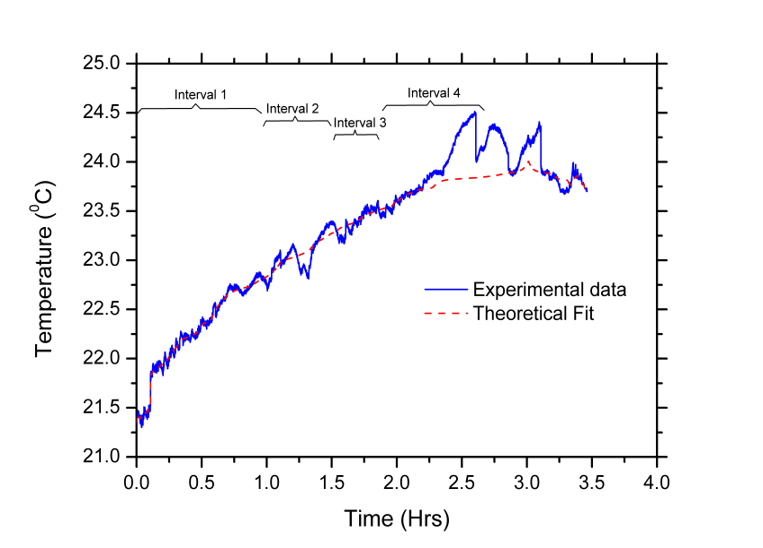 25.0
24.5
24.0
23.5
23.0
22.5
22.0
21.5
21.0
Temperature (⁰C)
Interval 1
Interval 2
Interval 3
Interval 4
Experimental data
Theoretical Fit
0.0 0.5 1.0 1.5 2.0 2.5 3.0 3.5 4.0
Time (Hrs)